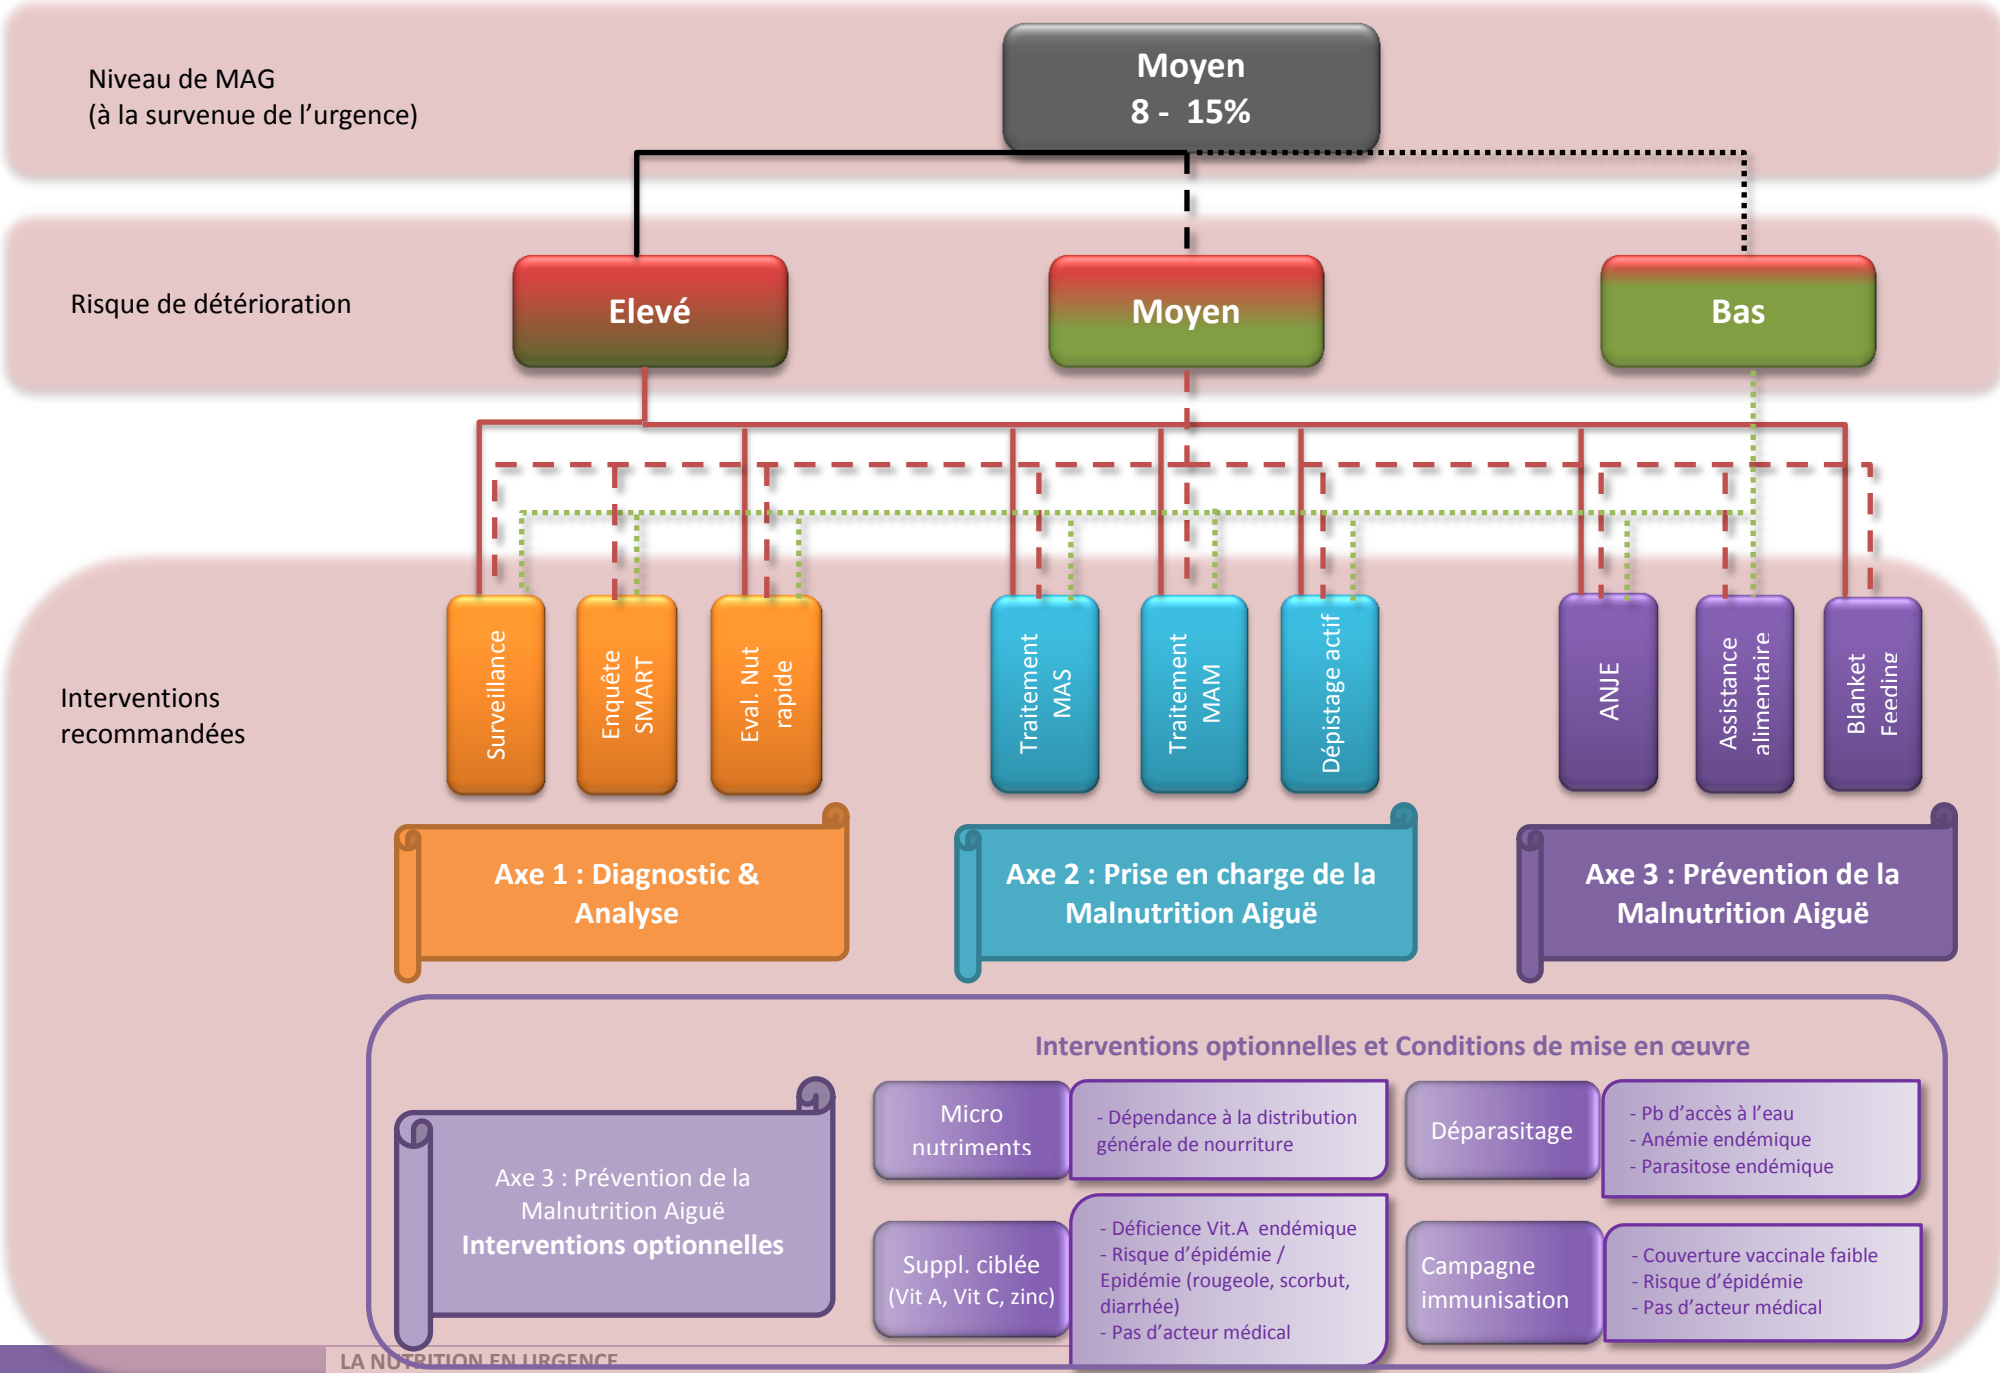 Niveau de MAG
(à la survenue de l'urgence)
Moyen
8 - 15%
Risque de détérioration
Elevé
Moyen
Bas
Interventions
recommandées
Surveillance
Enquête
SMART
Eval. Nut
rapide
Traitement
MAS
Traitement
MAM
Dépistage actif
ANJE
Assistance
alimentaire
Blanket
Feeding
Axe 1 : Diagnostic &
Analyse
Axe 2 : Prise en charge de la
Malnutrition Aiguë
Axe 3 : Prévention de la
Malnutrition Aiguë
Interventions optionnelles et Conditions de mise en œuvre
Axe 3 : Prévention de la
Malnutrition Aiguë
Interventions optionnelles
Micro
nutriments
- Dépendance à la distribution
générale de nourriture
Déparasitage
- Pb d'accès à l'eau
- Anémie endémique
- Parasitose endémique
Suppl. ciblée
(Vit A, Vit C, zinc)
- Déficience Vit.A endémique
- Risque d'épidémie /
Epidémie (rougeole, scorbut,
diarrhée)
- Pas d'acteur médical
Campagne
immunisation
- Couverture vaccinale faible
- Risque d'épidémie
- Pas d'acteur médical
LA NUTRITION EN URGENCE